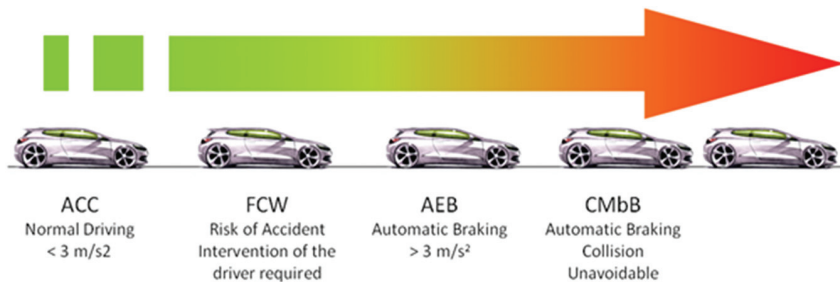 ACC
Normal Driving
< 3 m/s2
FCW
Risk of Accident
Intervention of the
driver required
AEB
Automatic Braking
> 3 m/s²
CMbB
Automatic Braking
Collision
Unavoidable